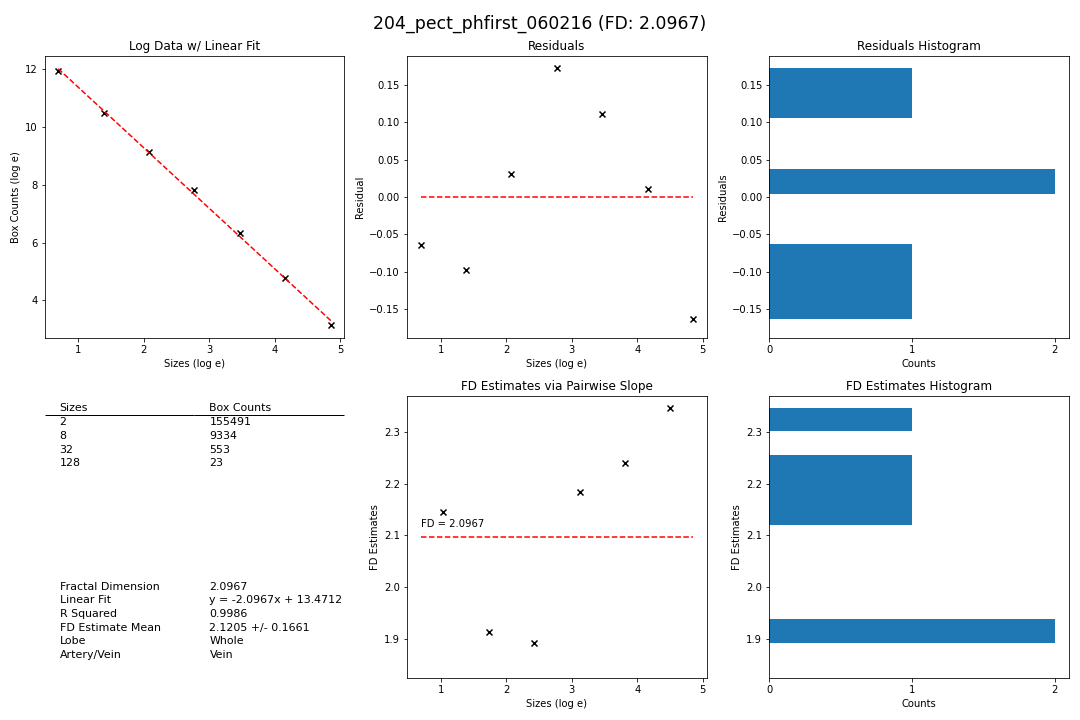 204_pect_phfirst_060216 (FD: 2.0967)
Log Data w/ Linear Fit
12
10
8
6
4
Box Counts (log e)
1 2 3 4 5
Sizes (log e)
Residuals
0.15
0.10
0.05
0.00
−0.05
−0.10
−0.15
Residual
1 2 3 4 5
Sizes (log e)
Residuals Histogram
0.15
0.10
0.05
0.00
−0.05
−0.10
−0.15
Residuals
0 1 2
Counts
Sizes Box Counts
2 155491
8 9334
32 553
128 23
Fractal Dimension 2.0967
Linear Fit y = -2.0967x + 13.4712
R Squared 0.9986
FD Estimate Mean 2.1205 +/- 0.1661
Lobe Whole
Artery/Vein Vein
FD Estimates via Pairwise Slope
2.3
2.2
2.1
2.0
1.9
FD Estimates
FD = 2.0967
1 2 3 4 5
Sizes (log e)
FD Estimates Histogram
2.3
2.2
2.1
2.0
1.9
FD Estimates
0 1 2
Counts